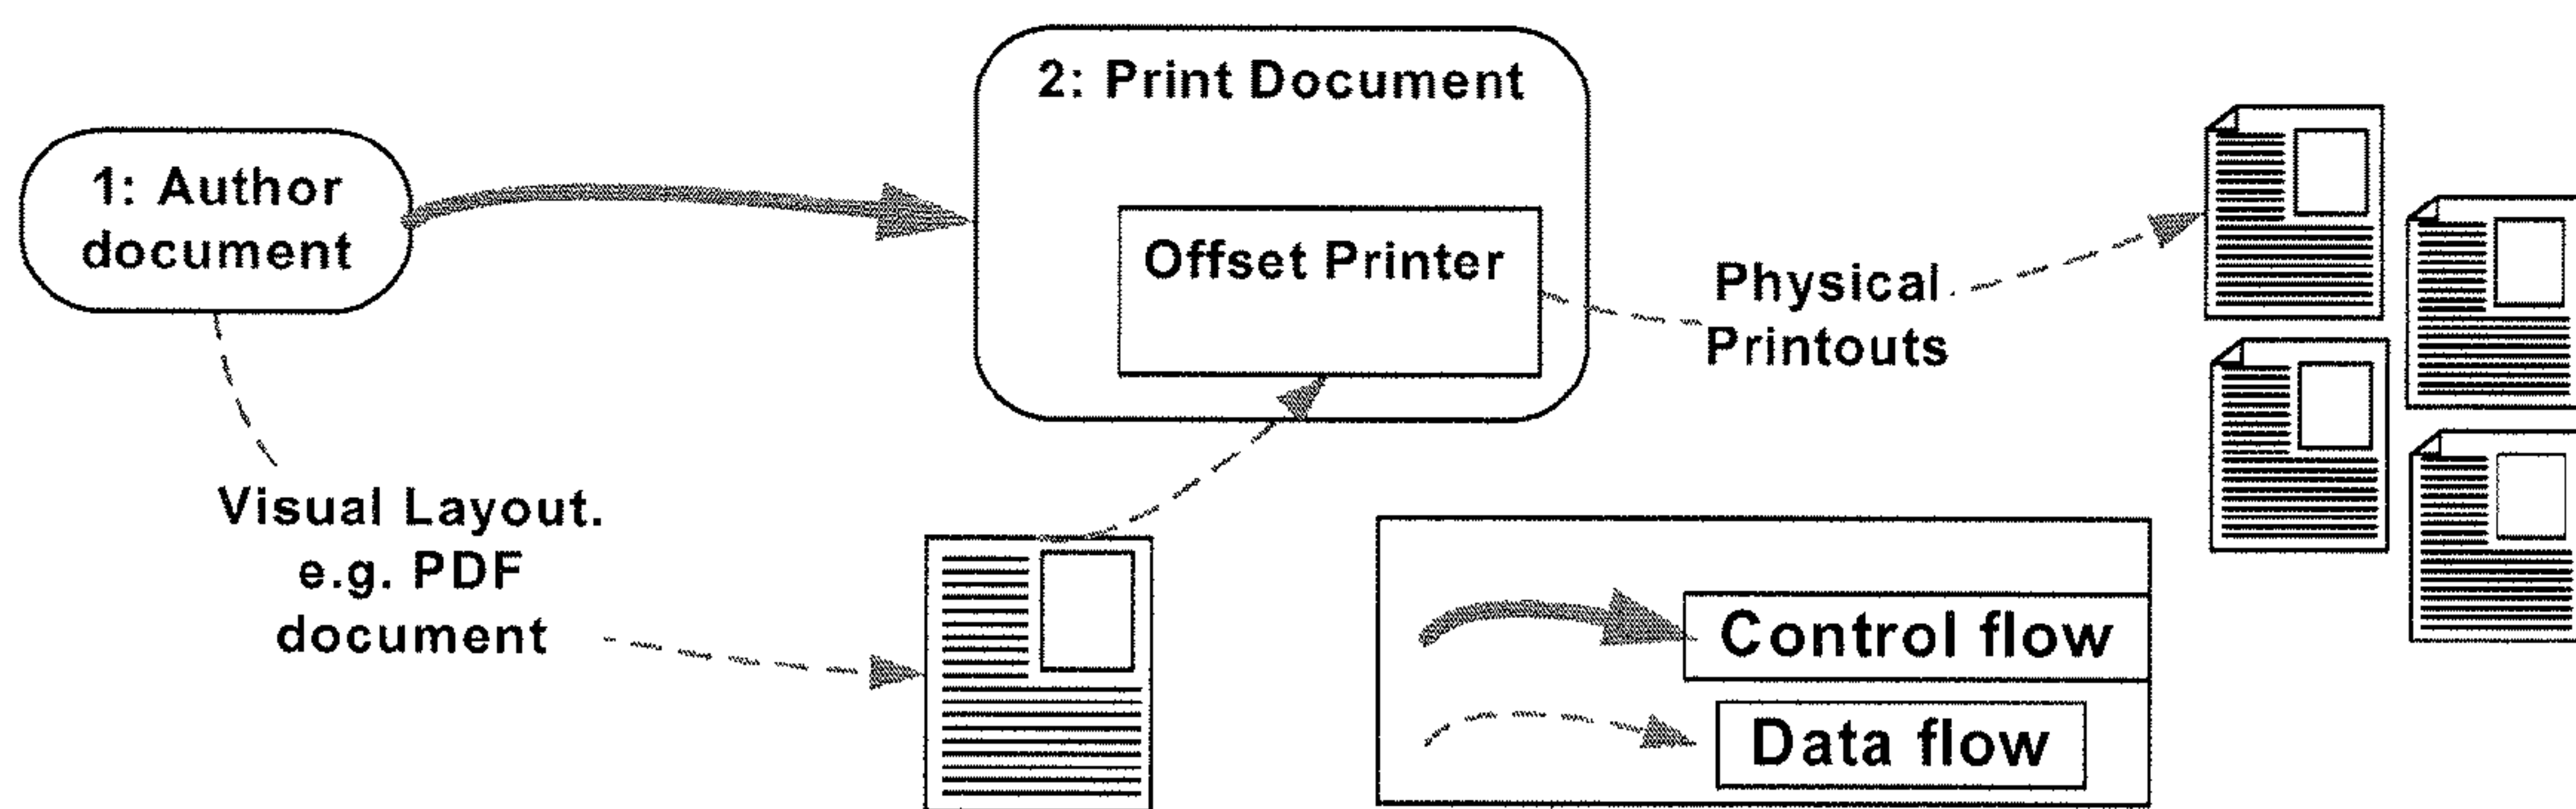 1: Author
document
2: Print Document
Offset Printer
Physical
Printouts
Visual Layout.
e.g. PDF
document
Control flow
Data flow